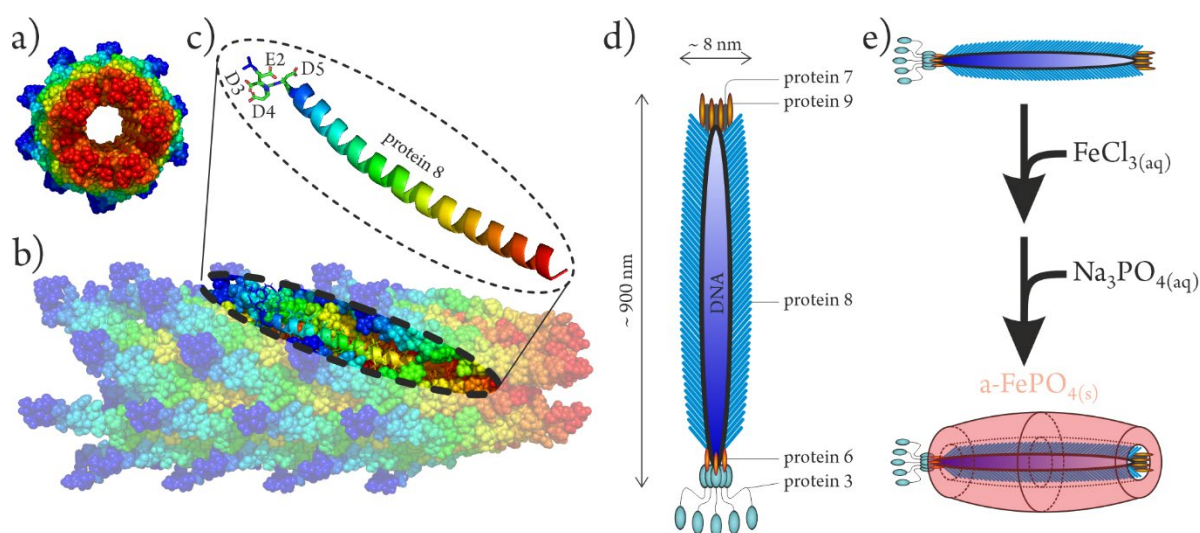 a)
c)
E2
D5
D3
D4
protein 8
b)
d)
~ 8 nm
protein 7
protein 9
~ 900 nm
DNA
protein 8
protein 6
protein 3
e)
FeCl3(aq)
Na3PO4(aq)
a-FePO4(s)